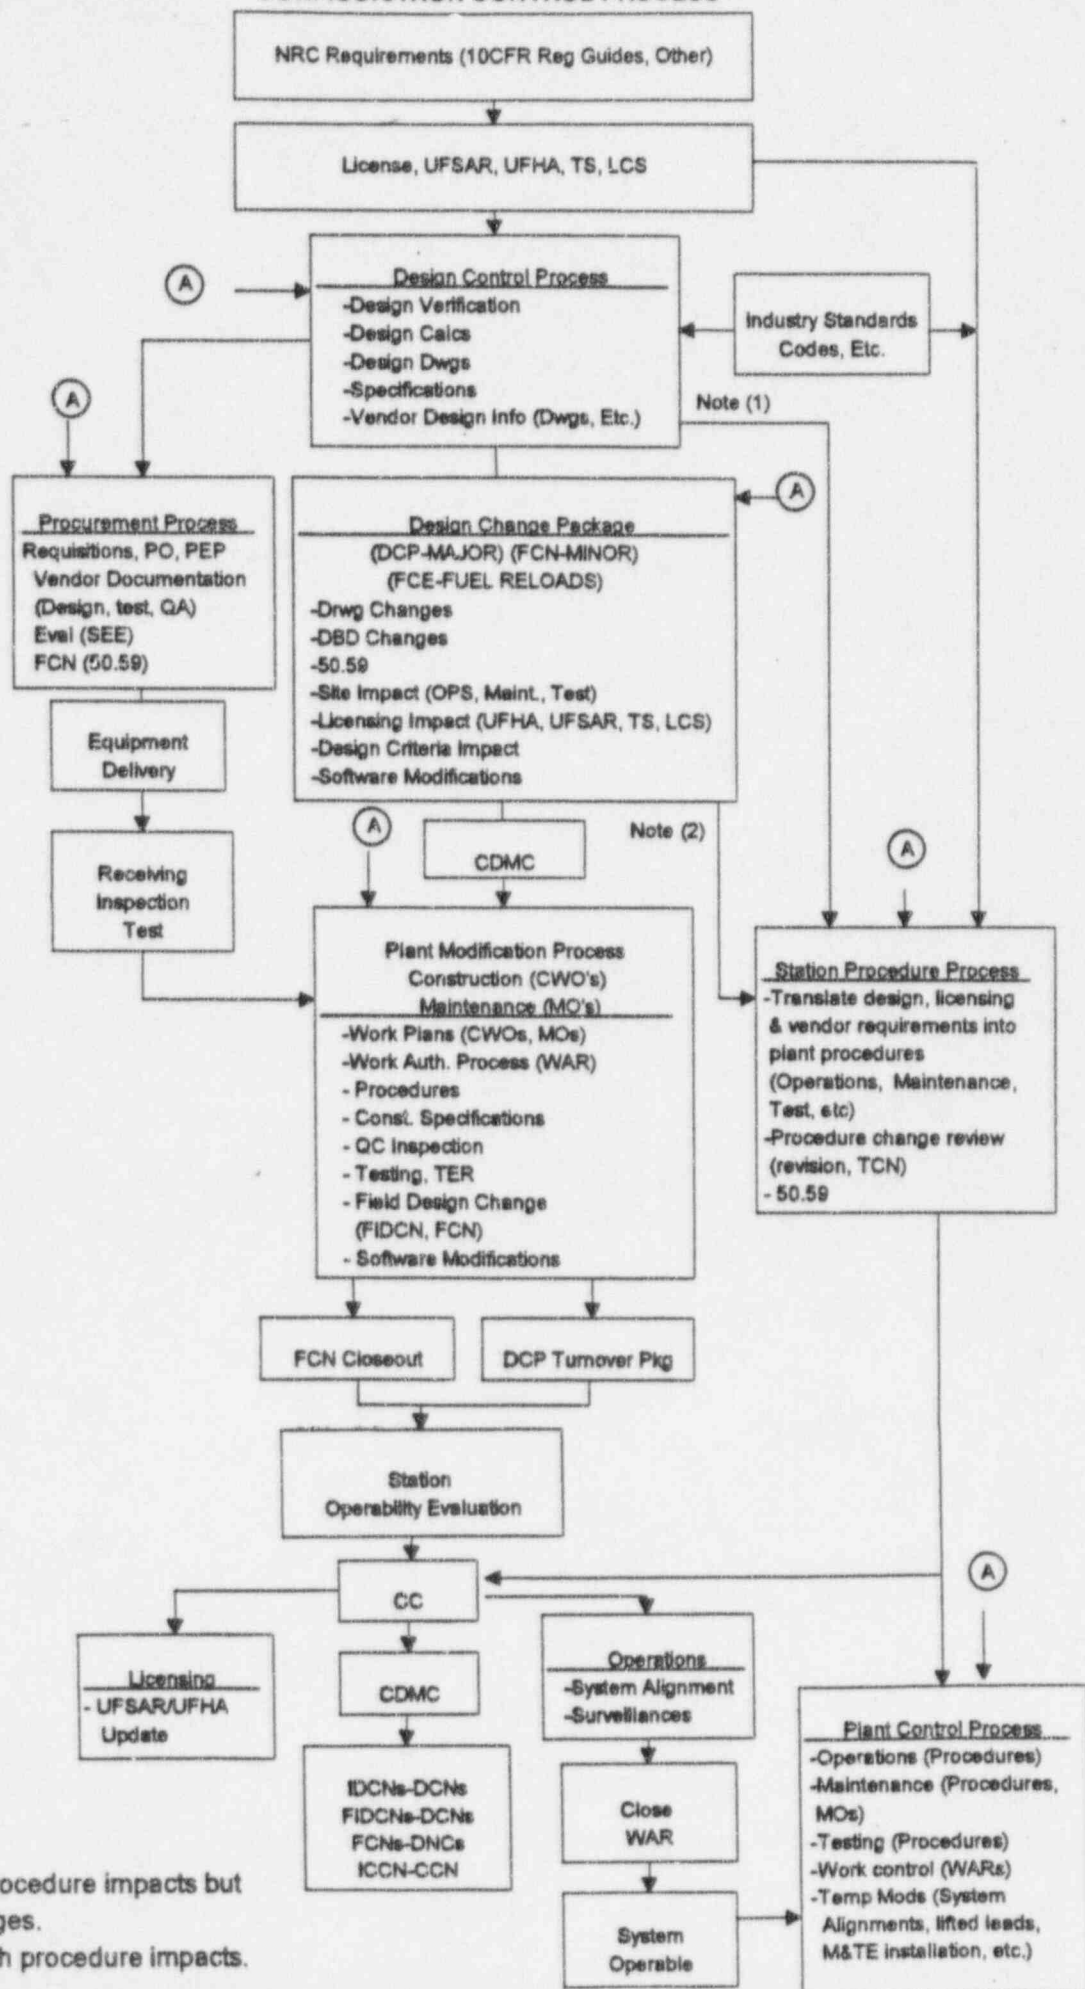 NRC Requirements (10CFR Reg Guides, Other)
License, UFSAR, UFHA, TS, LCS
A
Design Control Process
-Design Verification
-Design Calcs
-Design Dwgs
-Specifications
-Vendor Design Info (Dwgs, Etc.)
Industry Standards
Codes, Etc.
Note (1)
A
Procurement Process
Requisitions, PO, PEP
Vendor Documentation
(Design, test, QA)
Eval (SEE)
FCN (50.59)
A
Design Change Package
(DCP-MAJOR) (FCN-MINOR)
(FCE-FUEL RELOADS)
-Drwg Changes
-DBD Changes
-50.59
-Site Impact (OPS, Maint., Test)
-Licensing Impact (UFHA, UFSAR, TS, LCS)
-Design Criteria Impact
-Software Modifications
Equipment
Delivery
Receiving
Inspection
Test
A
CDMC
Note (2)
A
Plant Modification Process
Construction (CWO's)
Maintenance (MO's)
-Work Plans (CWOs, MOs)
-Work Auth. Process (WAR)
- Procedures
- Const. Specifications
- QC Inspection
- Testing, TER
- Field Design Change
(FIDCN, FCN)
- Software Modifications
Station Procedure Process
-Translate design, licensing
& vendor requirements into
plant procedures
(Operations, Maintenance,
Test, etc)
-Procedure change review
(revision, TCN)
- 50.59
FCN Closeout
DCP Turnover Pkg
Station
Operability Evaluation
CC
A
Licensing
- UFSAR/UFHA
Update
CDMC
Operations
-System Alignment
-Surveillances
IDCNs-DCNs
FIDCNs-DCNs
FCNs-DNCs
ICCN-CCN
Close
WAR
System
Operable
Plant Control Process
-Operations (Procedures)
-Maintenance (Procedures,
MOs)
-Testing (Procedures)
-Work control (WARs)
-Temp Mods (System
Alignments, lifted leads,
M&TE installation, etc.)
ocedure impacts but
ges.
h procedure impacts.